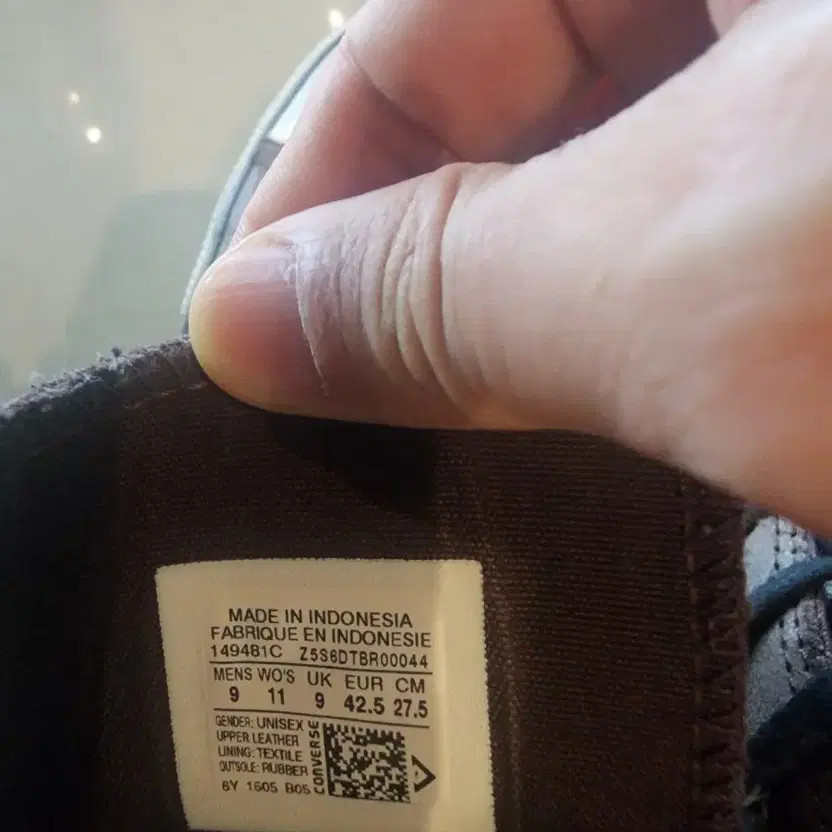 MADE IN INDONESIA
FABRIQUE EN INDONESIE
149481C Z5S6DTBR00044
MENS WO'S UK EUR CM
9 11 9 42.5 27.5
GENDER: UNISEX
UPPER LEATHER
LINING: TEXTILE
OUTSOLE: RUBBER
6Y 1605 B05
CONVERSE